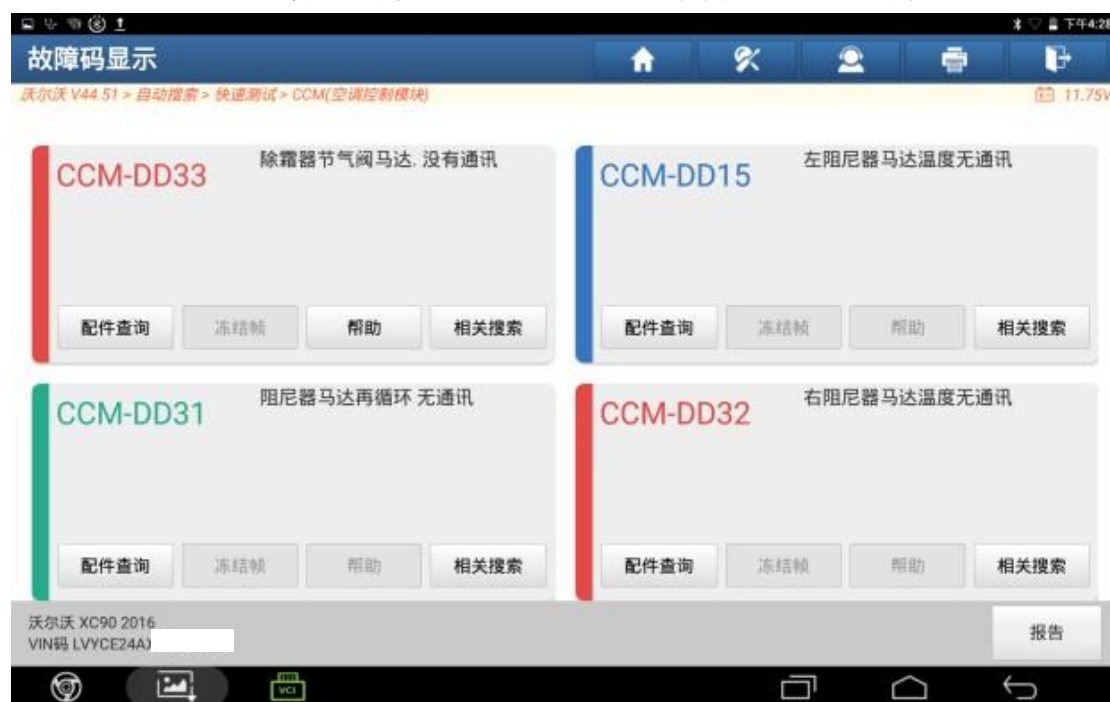 下午4:28
故障码显示
沃尔沃 V44.51 > 自动搜索 > 快速测试 > CCM(空调控制模块)
11.75V
CCM-DD33
除霜器节气阀马达. 没有通讯
配件查询 冻结帧 帮助 相关搜索
CCM-DD15
左阻尼器马达温度无通讯
配件查询 冻结帧 帮助 相关搜索
CCM-DD31
阻尼器马达再循环 无通讯
配件查询 冻结帧 帮助 相关搜索
CCM-DD32
右阻尼器马达温度无通讯
配件查询 冻结帧 帮助 相关搜索
沃尔沃 XC90 2016
VIN码 LVYCE24A
报告
VCI